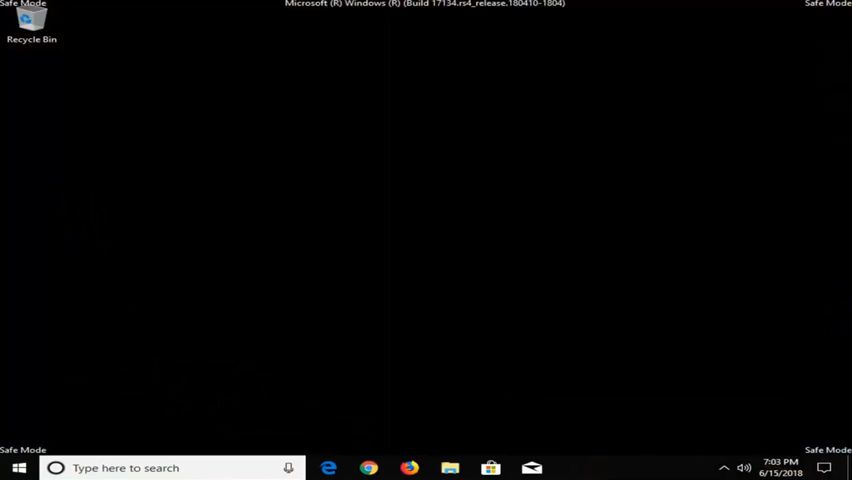 Safe Mode
Microsoft (R) Windows (R) (Build 17134.rs4_release.180410-1804)
Safe Mode
Recycle Bin
Safe Mode
Safe Mode
Type here to search
7:03 PM
6/15/2018